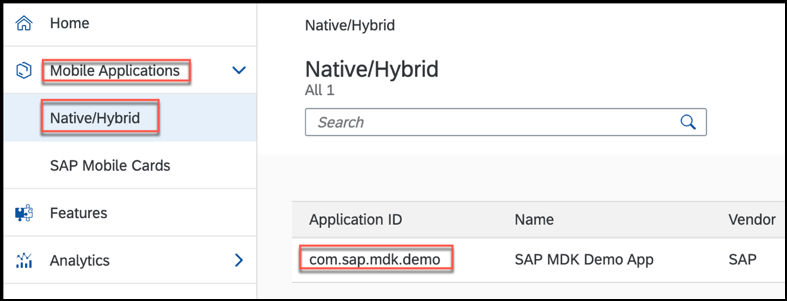 Home
Mobile Applications
Native/Hybrid
SAP Mobile Cards
Features
Analytics
Native/Hybrid
Native/Hybrid
All 1
Search
Application ID Name Vendor
com.sap.mdk.demo SAP MDK Demo App SAP